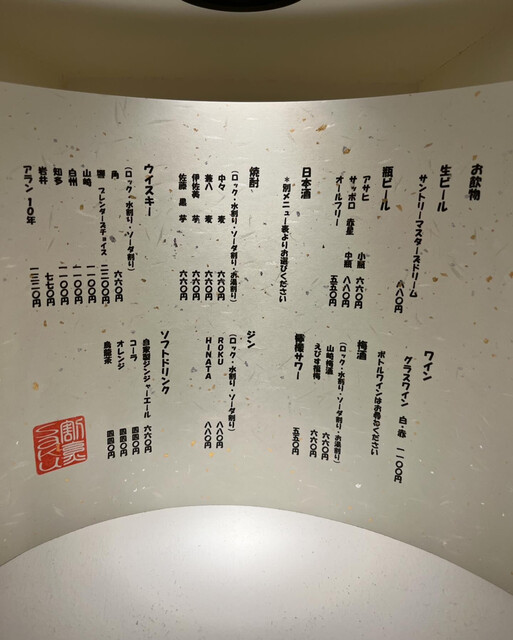 お飲物
生ビール
サントリーマスターズドリーム 八八〇円
瓶ビール
アサヒ 小瓶 六六〇円
サッポロ 赤星 中瓶 八八〇円
オールフリー 五五〇円
日本酒
*別メニュー表よりお選びください
焼酎
(ロック・水割り・ソーダ割り・お湯割り)
中々 麦 六六〇円
兼八 麦 六六〇円
伊佐美 芋 六六〇円
佐藤 黒 芋 六六〇円
ウイスキー
(ロック・水割り・ソーダ割り)
角 六六〇円
響 ブレンダーズチョイス 二二〇〇円
山崎 一一〇〇円
白州 一一〇〇円
知多 一一〇〇円
岩井 七七〇円
アラン 10年 一三二〇円
ワイン
グラスワイン 白・赤 一一〇〇円
ボトルワインはお尋ねください
梅酒
(ロック・水割り・ソーダ割り・お湯割り)
山崎梅酒 六六〇円
えびす福梅 六六〇円
檸檬サワー 五五〇円
ジン
(ロック・水割り・ソーダ割り)
ROKU 八八〇円
HINATA 八八〇円
ソフトドリンク
自家製ジンジャーエール 六六〇円
コーラ 四四〇円
オレンジ 四四〇円
烏龍茶 四四〇円
割烹